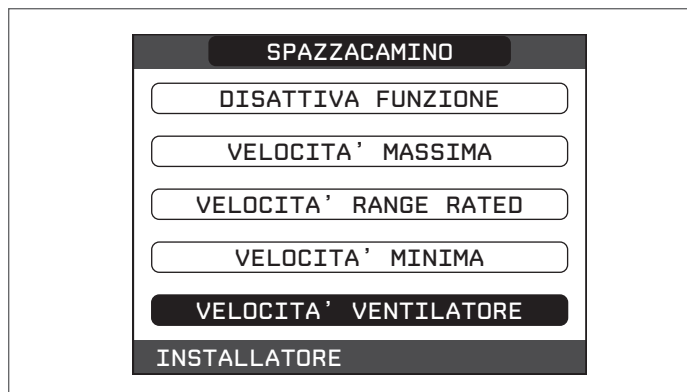 SPAZZACAMINO
DISATTIVA FUNZIONE
VELOCITA’ MASSIMA
VELOCITA’ RANGE RATED
VELOCITA’ MINIMA
VELOCITA’ VENTILATORE
INSTALLATORE